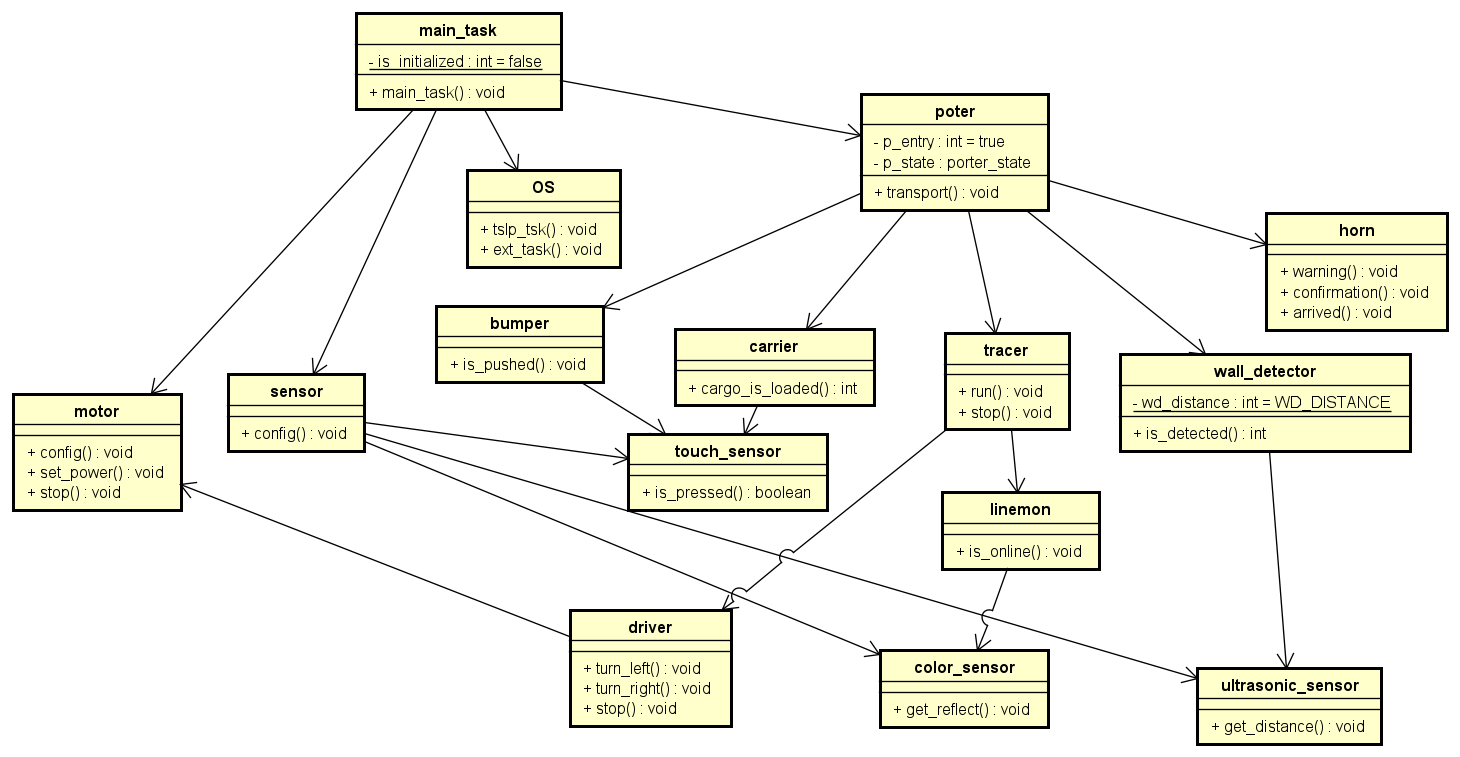 main_task
- is_initialized : int = false
+ main_task() : void
poter
- p_entry : int = true
- p_state : porter_state
+ transport() : void
OS
+ tslp_tsk() : void
+ ext_task() : void
horn
+ warning() : void
+ confirmation() : void
+ arrived() : void
bumper
+ is_pushed() : void
carrier
+ cargo_is_loaded() : int
tracer
+ run() : void
+ stop() : void
wall_detector
- wd_distance : int = WD_DISTANCE
+ is_detected() : int
sensor
+ config() : void
motor
+ config() : void
+ set_power() : void
+ stop() : void
touch_sensor
+ is_pressed() : boolean
linemon
+ is_online() : void
driver
+ turn_left() : void
+ turn_right() : void
+ stop() : void
color_sensor
+ get_reflect() : void
ultrasonic_sensor
+ get_distance() : void